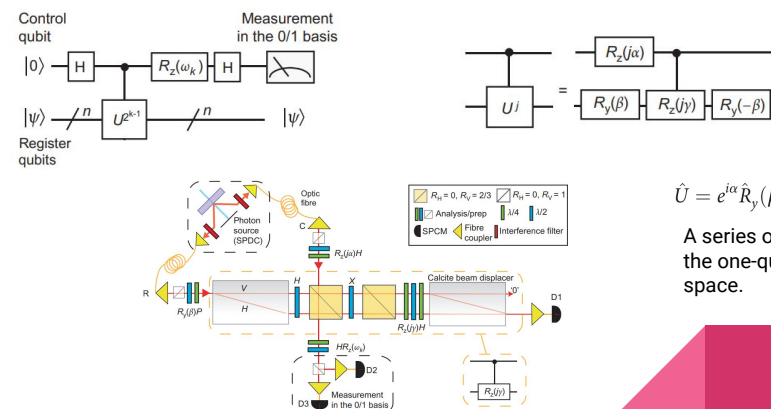 Control
qubit
Measurement
in the 0/1 basis
|0⟩ H R_z(ω_k) H
|ψ⟩ n U^{2^{k-1}} n |ψ⟩
Register
qubits
R_z(jα)
U^j = R_y(β) R_z(jγ) R_y(-β)
Û = e^{iα} R̂_y(β
A series o
the one-qu
space.
Photon
source
(SPDC)
Optic
fibre
C
R_H = 0, R_V = 2/3 R_H = 0, R_V = 1
Analysis/prep λ/4 λ/2
SPCM Fibre
coupler Interference filter
R_z(jα)H
R
R_y(β)P
V
H
H
X
R_z(jγ)H
Calcite beam displacer
'0'
D1
HR_z(ω_k)
D2
D3
Measurement
in the 0/1 basis
R_z(jγ)